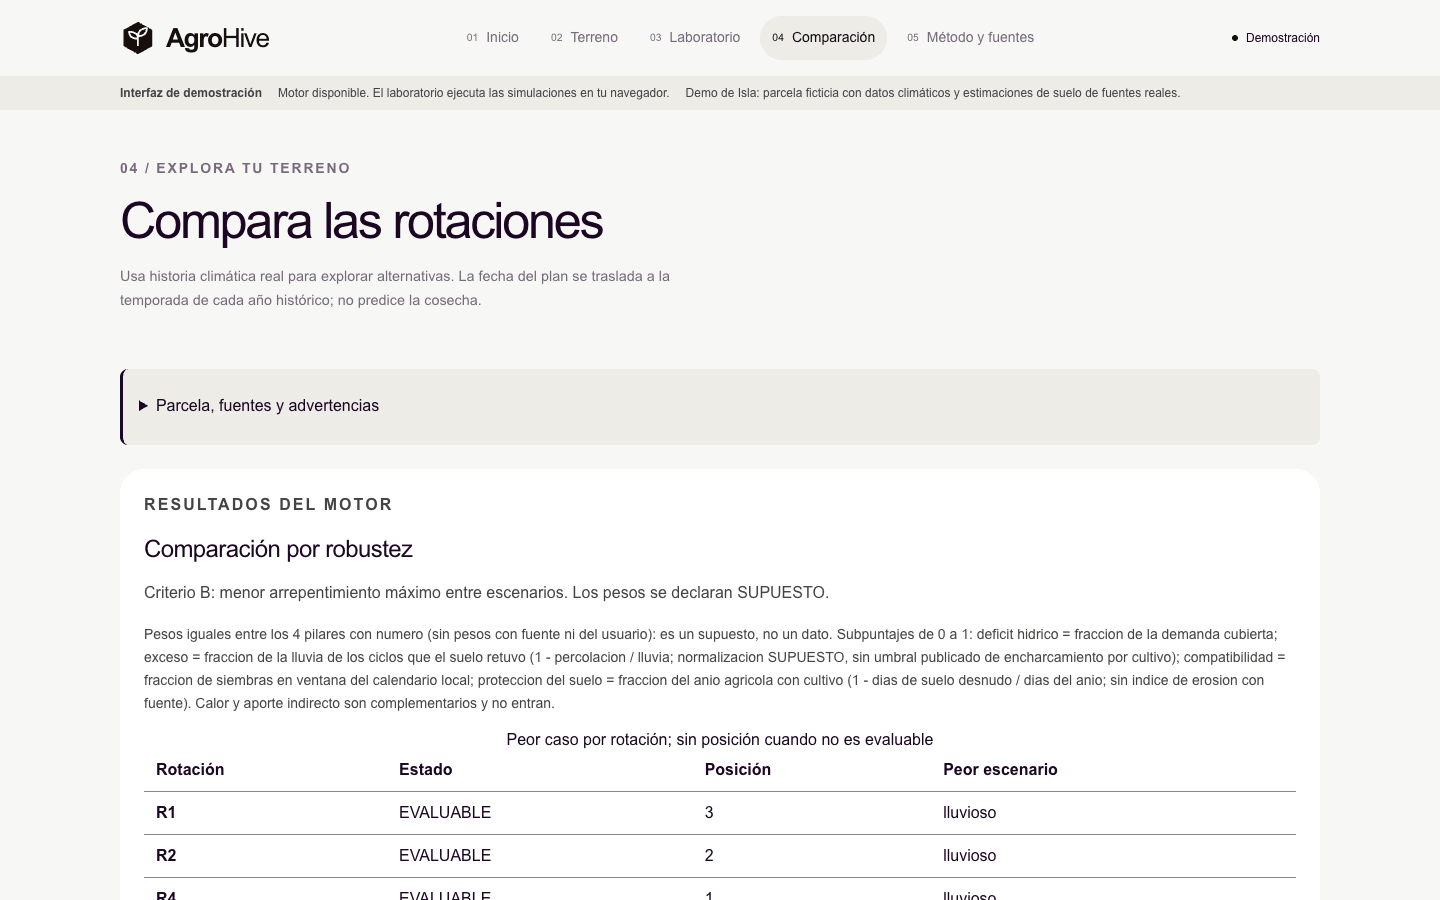 AgroHive
01 Inicio
02 Terreno
03 Laboratorio
04 Comparación
05 Método y fuentes
Demostración
Interfaz de demostración Motor disponible. El laboratorio ejecuta las simulaciones en tu navegador. Demo de Isla: parcela ficticia con datos climáticos y estimaciones de suelo de fuentes reales.
04 / EXPLORA TU TERRENO
Compara las rotaciones
Usa historia climática real para explorar alternativas. La fecha del plan se traslada a la
temporada de cada año histórico; no predice la cosecha.
Parcela, fuentes y advertencias
RESULTADOS DEL MOTOR
Comparación por robustez
Criterio B: menor arrepentimiento máximo entre escenarios. Los pesos se declaran SUPUESTO.
Pesos iguales entre los 4 pilares con numero (sin pesos con fuente ni del usuario): es un supuesto, no un dato. Subpuntajes de 0 a 1: deficit hidrico = fraccion de la demanda cubierta;
exceso = fraccion de la lluvia de los ciclos que el suelo retuvo (1 - percolacion / lluvia; normalizacion SUPUESTO, sin umbral publicado de encharcamiento por cultivo); compatibilidad =
fraccion de siembras en ventana del calendario local; proteccion del suelo = fraccion del anio agricola con cultivo (1 - dias de suelo desnudo / dias del anio; sin indice de erosion con
fuente). Calor y aporte indirecto son complementarios y no entran.
Peor caso por rotación; sin posición cuando no es evaluable
Rotación Estado Posición Peor escenario
R1 EVALUABLE 3 lluvioso
R2 EVALUABLE 2 lluvioso
R4 EVALUABLE 1 lluvioso